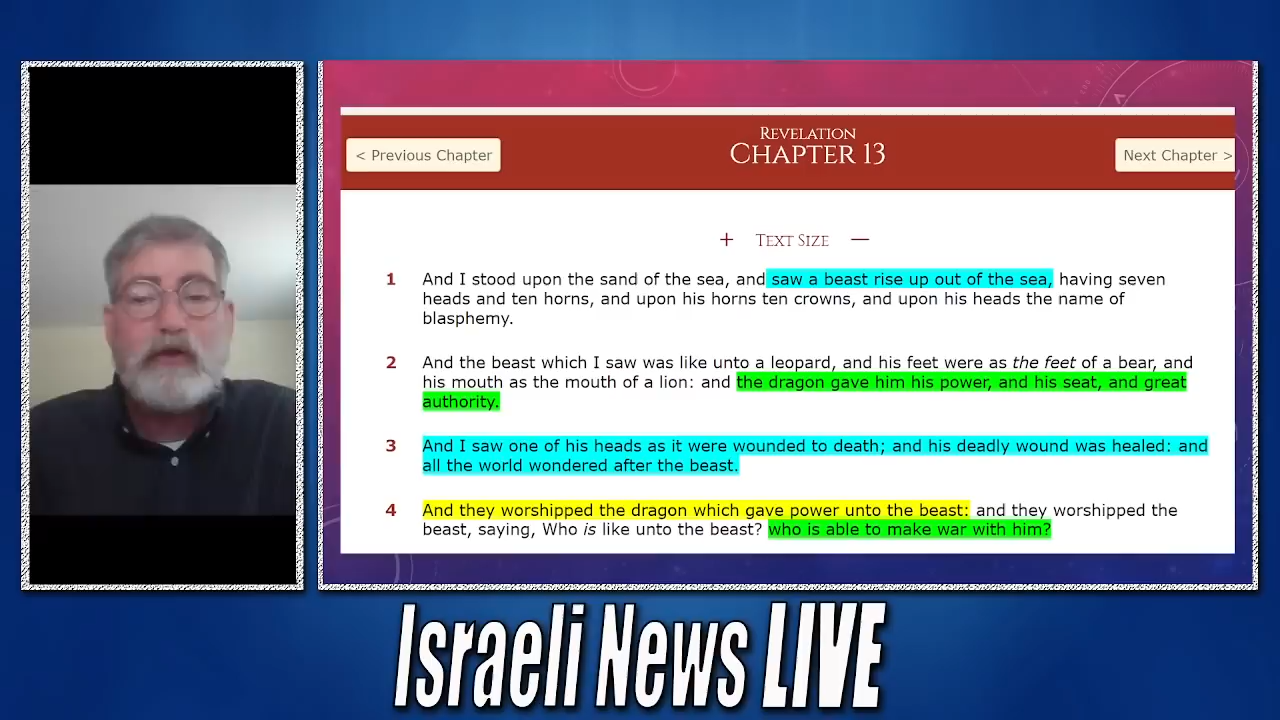 REVELATION
CHAPTER 13
< Previous Chapter
Next Chapter >
+ TEXT SIZE —
1 And I stood upon the sand of the sea, and saw a beast rise up out of the sea, having seven
heads and ten horns, and upon his horns ten crowns, and upon his heads the name of
blasphemy.
2 And the beast which I saw was like unto a leopard, and his feet were as the feet of a bear, and
his mouth as the mouth of a lion: and the dragon gave him his power, and his seat, and great
authority.
3 And I saw one of his heads as it were wounded to death; and his deadly wound was healed: and
all the world wondered after the beast.
4 And they worshipped the dragon which gave power unto the beast: and they worshipped the
beast, saying, Who is like unto the beast? who is able to make war with him?
Israeli News LIVE